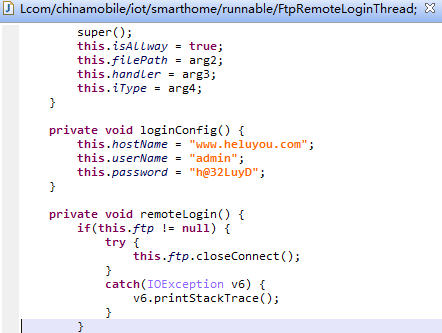 Lcom/chinamobile/iot/smarthome/runnable/FtpRemoteLoginThread;
super();
this.isAllway = true;
this.filePath = arg2;
this.handler = arg3;
this.iType = arg4;
}
private void loginConfig() {
this.hostName = "www.heluyou.com";
this.userName = "admin";
this.password = "h@32LuyD";
}
private void remoteLogin() {
if(this.ftp != null) {
try {
this.ftp.closeConnect();
}
catch(IOException v6) {
v6.printStackTrace();
}
}